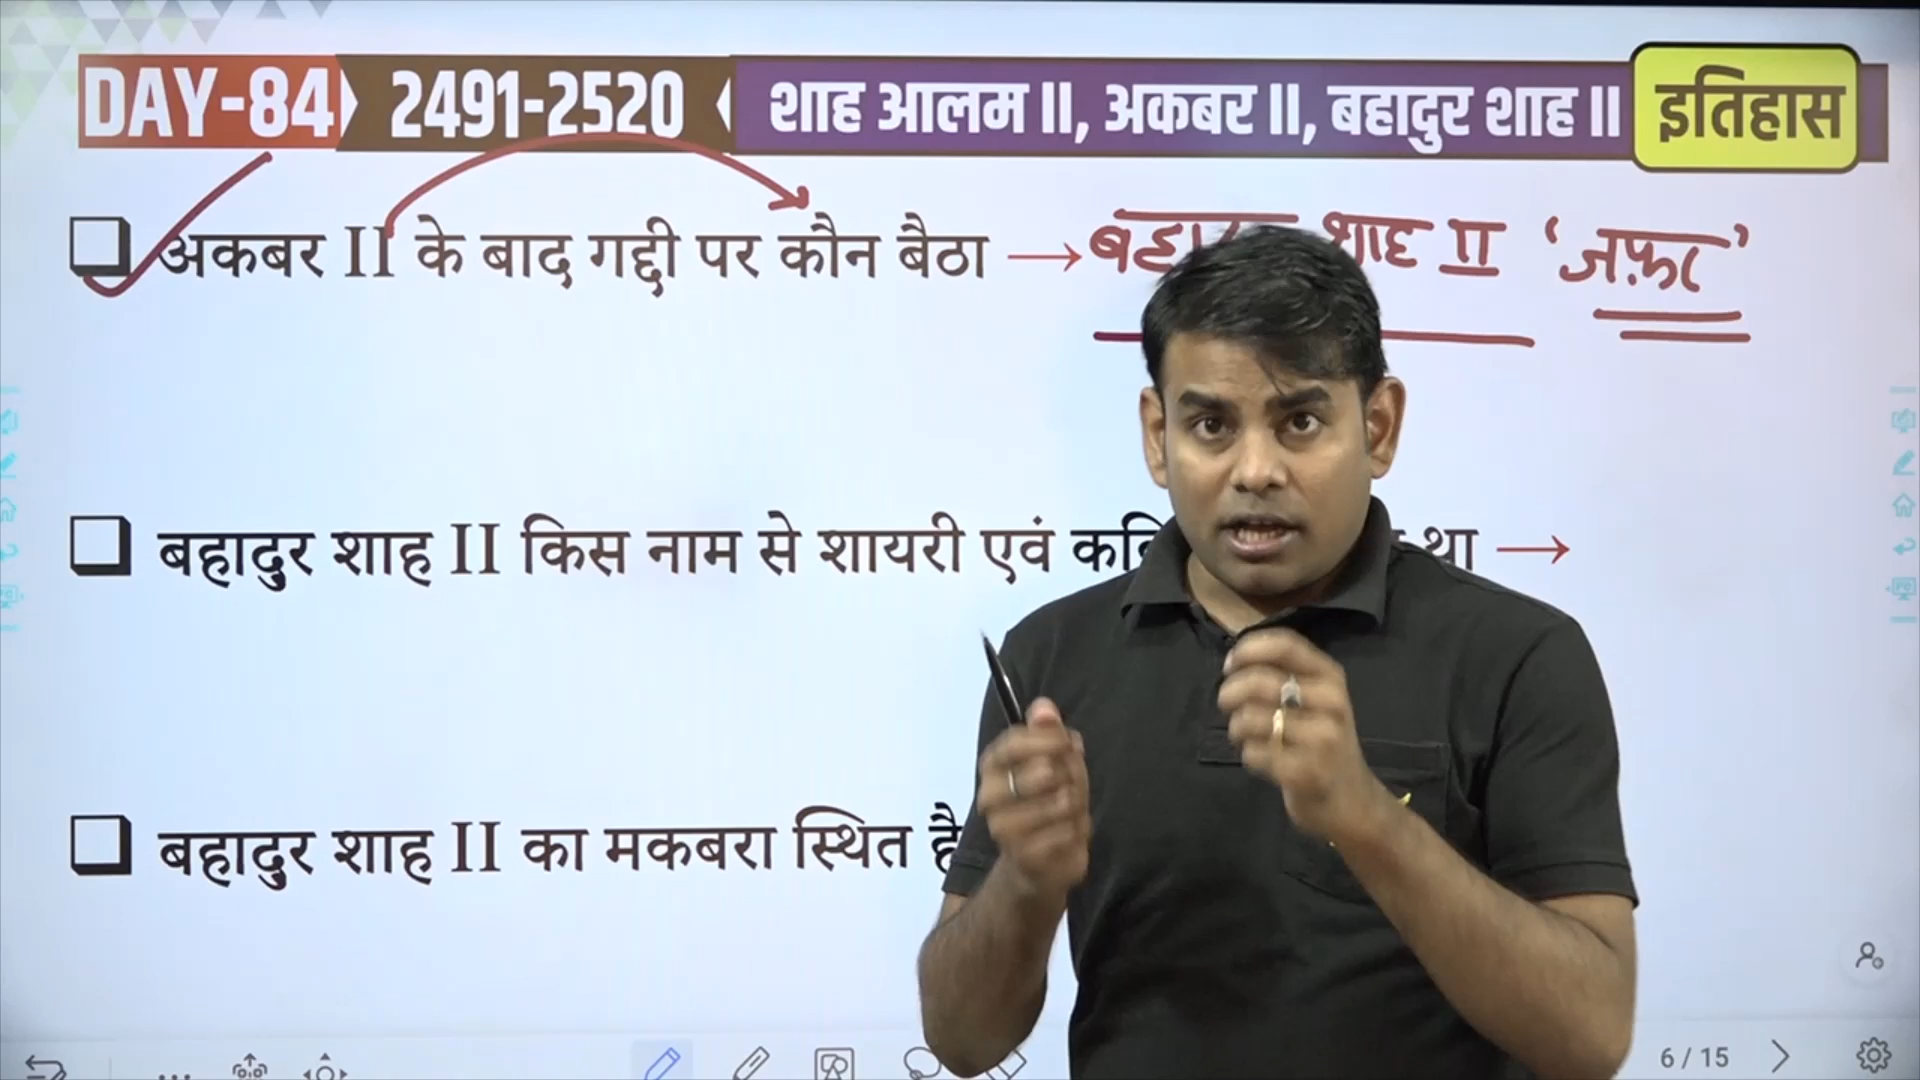 DAY-84 2491-2520 शाह आलम II, अकबर II, बहादुर शाह II इतिहास
अकबर II के बाद गद्दी पर कौन बैठा → शाह II ‘ज़फ़र’
बहादुर शाह II किस नाम से शायरी एवं था →
बहादुर शाह II का मकबरा स्थित है
6 / 15